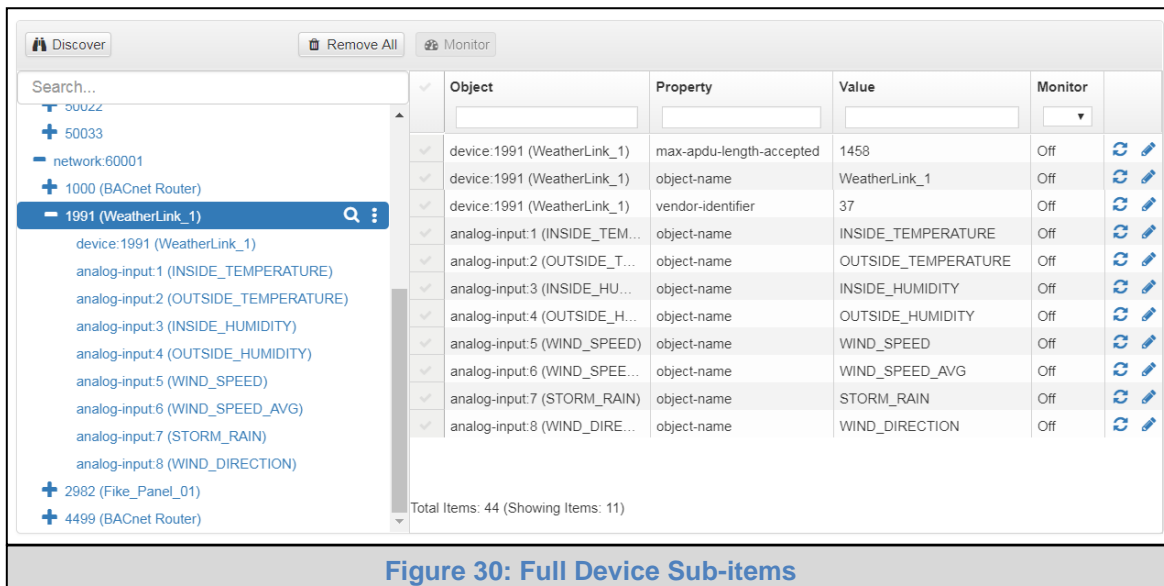 Discover Remove All Monitor
Search...
50022
50033
network:60001
1000 (BACnet Router)
1991 (WeatherLink_1)
device:1991 (WeatherLink_1)
analog-input:1 (INSIDE_TEMPERATURE)
analog-input:2 (OUTSIDE_TEMPERATURE)
analog-input:3 (INSIDE_HUMIDITY)
analog-input:4 (OUTSIDE_HUMIDITY)
analog-input:5 (WIND_SPEED)
analog-input:6 (WIND_SPEED_AVG)
analog-input:7 (STORM_RAIN)
analog-input:8 (WIND_DIRECTION)
2982 (Fike_Panel_01)
4499 (BACnet Router)
Object Property Value Monitor
device:1991 (WeatherLink_1) max-apdu-length-accepted 1458 Off
device:1991 (WeatherLink_1) object-name WeatherLink_1 Off
device:1991 (WeatherLink_1) vendor-identifier 37 Off
analog-input:1 (INSIDE_TEM... object-name INSIDE_TEMPERATURE Off
analog-input:2 (OUTSIDE_T... object-name OUTSIDE_TEMPERATURE Off
analog-input:3 (INSIDE_HU... object-name INSIDE_HUMIDITY Off
analog-input:4 (OUTSIDE_H... object-name OUTSIDE_HUMIDITY Off
analog-input:5 (WIND_SPEED) object-name WIND_SPEED Off
analog-input:6 (WIND_SPEE... object-name WIND_SPEED_AVG Off
analog-input:7 (STORM_RAIN) object-name STORM_RAIN Off
analog-input:8 (WIND_DIRE... object-name WIND_DIRECTION Off
Total Items: 44 (Showing Items: 11)
Figure 30: Full Device Sub-items